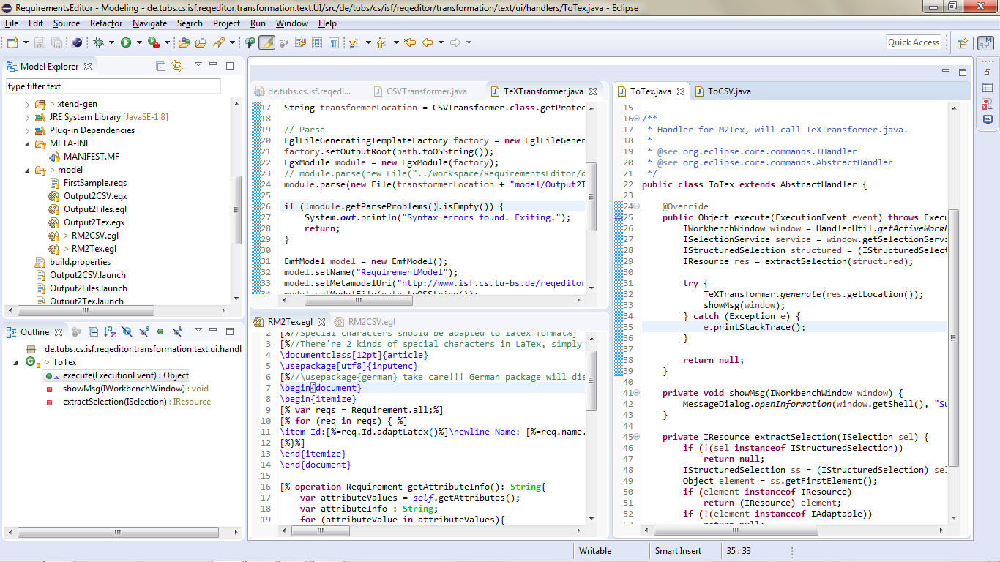 RequirementsEditor - Modeling - de.tubs.cs.isf.reqeditor.transformation.text.UI/src/de/tubs/cs/isf/reqeditor/transformation/text/ui/handlers/ToTex.java - Eclipse
File Edit Source Refactor Navigate Search Project Run Window Help
Quick Access
Model Explorer
type filter text
> xtend-gen
JRE System Library [JavaSE-1.8]
Plug-in Dependencies
META-INF
MANIFEST.MF
> model
FirstSample.reqs
Output2CSV.egx
Output2Files.egl
Output2Tex.egx
> RM2CSV.egl
> RM2Tex.egl
build.properties
Output2CSV.launch
Output2Files.launch
Output2Tex.launch
Outline
de.tubs.cs.isf.reqeditor.transformation.text.ui.handl
> ToTex
execute(ExecutionEvent) : Object
showMsg(IWorkbenchWindow) : void
extractSelection(ISelection) : IResource
de.tubs.cs.isf.reqedi... CSVTransformer.java TeXTransformer.java
17 String transformerLocation = CSVTransformer.class.getProtec
18
19 // Parse
20 EglFileGeneratingTemplateFactory factory = new EglFileGener
21 factory.setOutputRoot(path.toOSString());
22 EgxModule module = new EgxModule(factory);
23 // module.parse(new File("../workspace/RequirementsEditor/d
24 module.parse(new File(transformerLocation + "model/Output2T
25
26 if (!module.getParseProblems().isEmpty()) {
27 System.out.println("Syntax errors found. Exiting.");
28 return;
29 }
30
31 EmfModel model = new EmfModel();
32 model.setName("RequirementModel");
33 model.setMetamodelUri("http://www.isf.cs.tu-bs.de/reqeditor
34 model.setModelFile(path.toOSString());
RM2Tex.egl RM2CSV.egl
2 [%//Special characters should be adapted to latex format%]
3 [%//There're 2 kinds of special characters in LaTex, simply
4 \documentclass[12pt]{article}
5 \usepackage[utf8]{inputenc}
6 [%//\usepackage{german} take care!!! German package will dis
7 \begin{document}
8 \begin{itemize}
9 [% var reqs = Requirement.all;%]
10 [% for (req in reqs) { %]
11 \item Id:[%=req.Id.adaptLatex()%]\newline Name: [%=req.name.
12 [%}%]
13 \end{itemize}
14 \end{document}
15
16 [% operation Requirement getAttributeInfo(): String{
17 var attributeValues = self.getAttributes();
18 var attributeInfo : String;
19 for (attributeValue in attributeValues){
ToTex.java ToCSV.java
15
16 /**
17 * Handler for M2Tex, will call TeXTransformer.java.
18 *
19 * @see org.eclipse.core.commands.IHandler
20 * @see org.eclipse.core.commands.AbstractHandler
21 */
22 public class ToTex extends AbstractHandler {
23
24 @Override
25 public Object execute(ExecutionEvent event) throws Execu
26 IWorkbenchWindow window = HandlerUtil.getActiveWorkb
27 ISelectionService service = window.getSelectionServi
28 IStructuredSelection structured = (IStructuredSelect
29 IResource res = extractSelection(structured);
30
31 try {
32 TeXTransformer.generate(res.getLocation());
33 showMsg(window);
34 } catch (Exception e) {
35 e.printStackTrace();
36 }
37
38 return null;
39 }
40
41 private void showMsg(IWorkbenchWindow window) {
42 MessageDialog.openInformation(window.getShell(), "Su
43 }
44
45 private IResource extractSelection(ISelection sel) {
46 if (!(sel instanceof IStructuredSelection))
47 return null;
48 IStructuredSelection ss = (IStructuredSelection) sel
49 Object element = ss.getFirstElement();
50 if (element instanceof IResource)
51 return (IResource) element;
52 if (!(element instanceof IAdaptable))
53 return null;
Writable Smart Insert 35 : 33